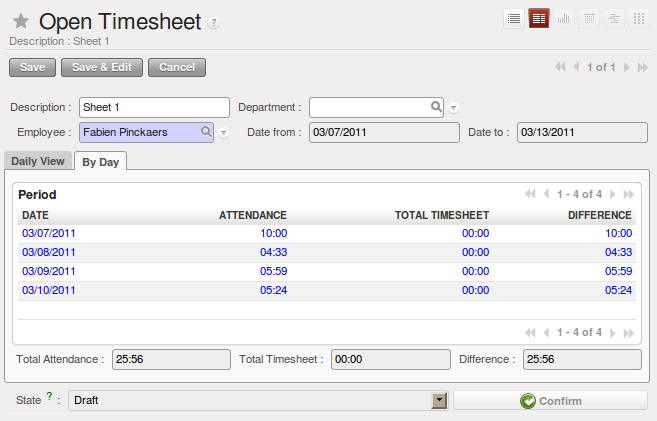 Open Timesheet ?
Description : Sheet 1
Save Save & Edit Cancel 1 of 1
Description : Sheet 1 Department :
Employee : Fabien Pinckaers Date from : 03/07/2011 Date to : 03/13/2011
Daily View By Day
Period 1 - 4 of 4
DATE ATTENDANCE TOTAL TIMESHEET DIFFERENCE
03/07/2011 10:00 00:00 10:00
03/08/2011 04:33 00:00 04:33
03/09/2011 05:59 00:00 05:59
03/10/2011 05:24 00:00 05:24
1 - 4 of 4
Total Attendance : 25:56 Total Timesheet : 00:00 Difference : 25:56
State ? : Draft Confirm